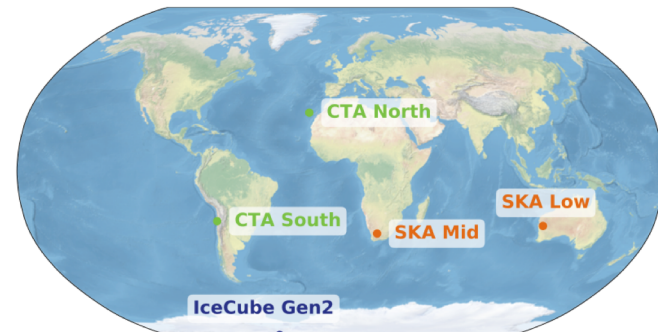 CTA North
SKA Low
CTA South
SKA Mid
IceCube Gen2